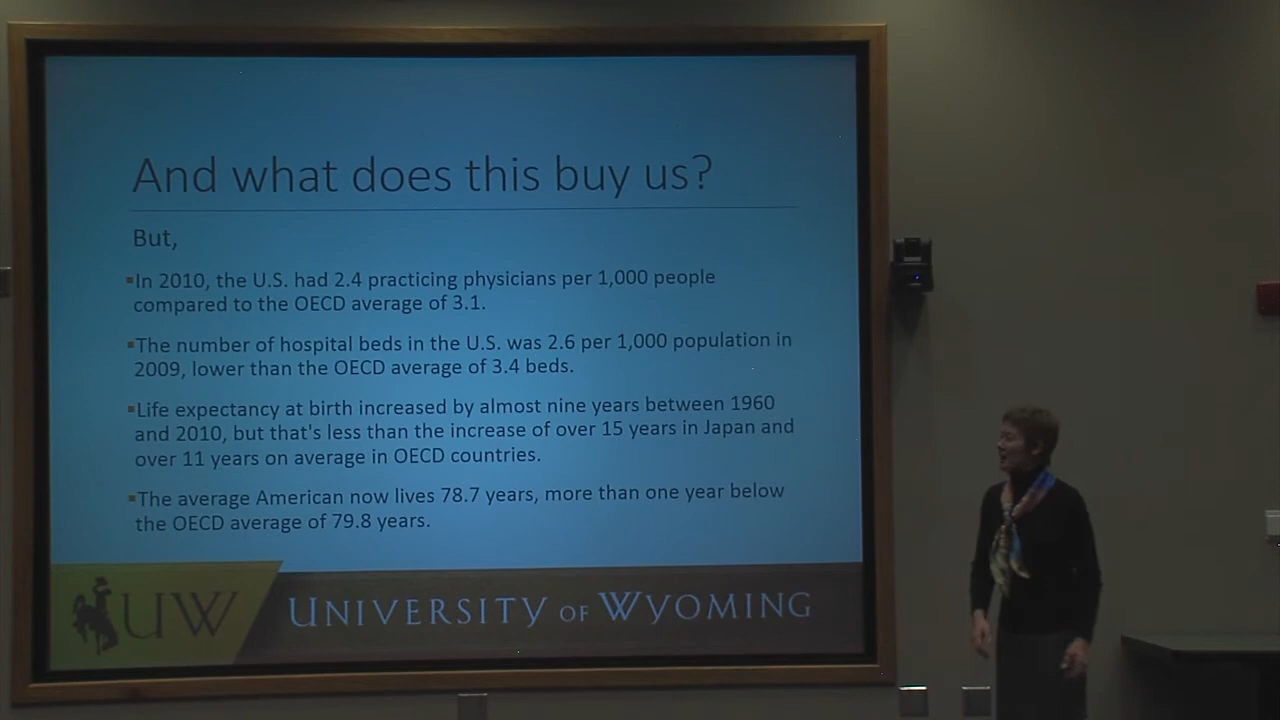 And what does this buy us?
But,
▪In 2010, the U.S. had 2.4 practicing physicians per 1,000 people
compared to the OECD average of 3.1.
▪The number of hospital beds in the U.S. was 2.6 per 1,000 population in
2009, lower than the OECD average of 3.4 beds.
▪Life expectancy at birth increased by almost nine years between 1960
and 2010, but that's less than the increase of over 15 years in Japan and
over 11 years on average in OECD countries.
▪The average American now lives 78.7 years, more than one year below
the OECD average of 79.8 years.
UW UNIVERSITY OF WYOMING